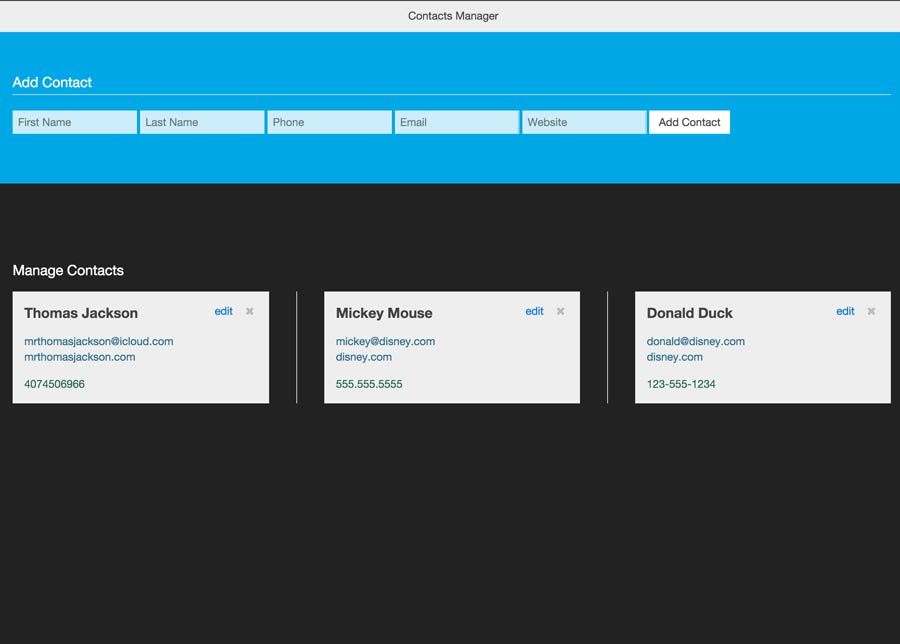 Contacts Manager
Add Contact
First Name Last Name Phone Email Website Add Contact
Manage Contacts
Thomas Jackson edit ✖
mrthomasjackson@icloud.com
mrthomasjackson.com
4074506966
Mickey Mouse edit ✖
mickey@disney.com
disney.com
555.555.5555
Donald Duck edit ✖
donald@disney.com
disney.com
123-555-1234